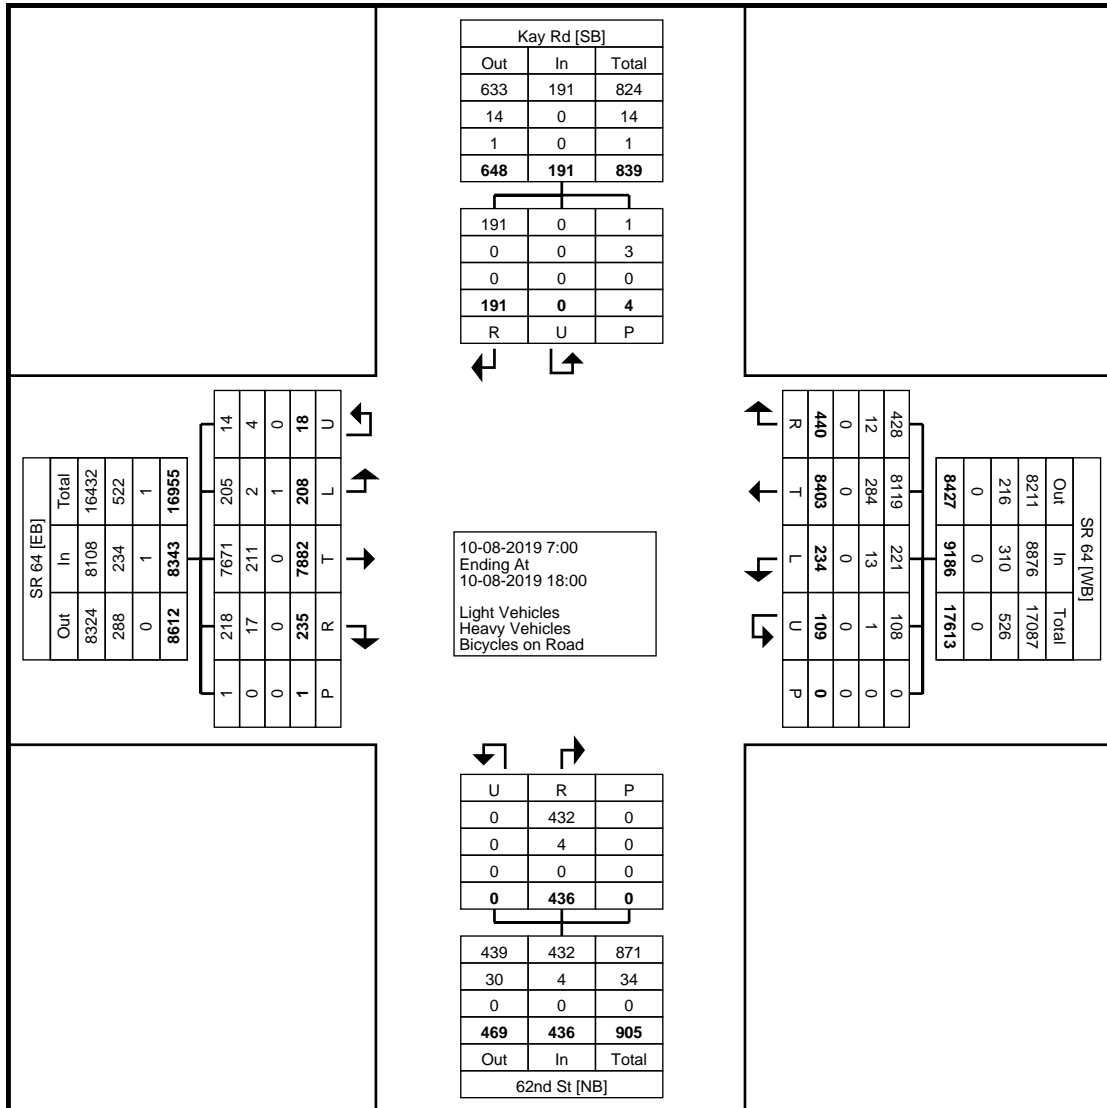 Kay Rd [SB]
Out In Total
633 191 824
14 0 14
1 0 1
648 191 839
191 0 1
0 0 3
0 0 0
191 0 4
R U P
SR 64 [EB]
Total In Out
16432 8108 8324
522 234 288
1 1 0
16955 8343 8612
14 205 7671 218 1
4 2 211 17 0
0 1 0 0 0
18 208 7882 235 1
U L T R P
10-08-2019 7:00
Ending At
10-08-2019 18:00
Light Vehicles
Heavy Vehicles
Bicycles on Road
R T L U P
440 8403 234 109 0
0 0 0 0 0
12 284 13 1 0
428 8119 221 108 0
8427 9186 17613
0 0 0
216 310 526
8211 8876 17087
Out In Total
SR 64 [WB]
U R P
0 432 0
0 4 0
0 0 0
0 436 0
439 432 871
30 4 34
0 0 0
469 436 905
Out In Total
62nd St [NB]